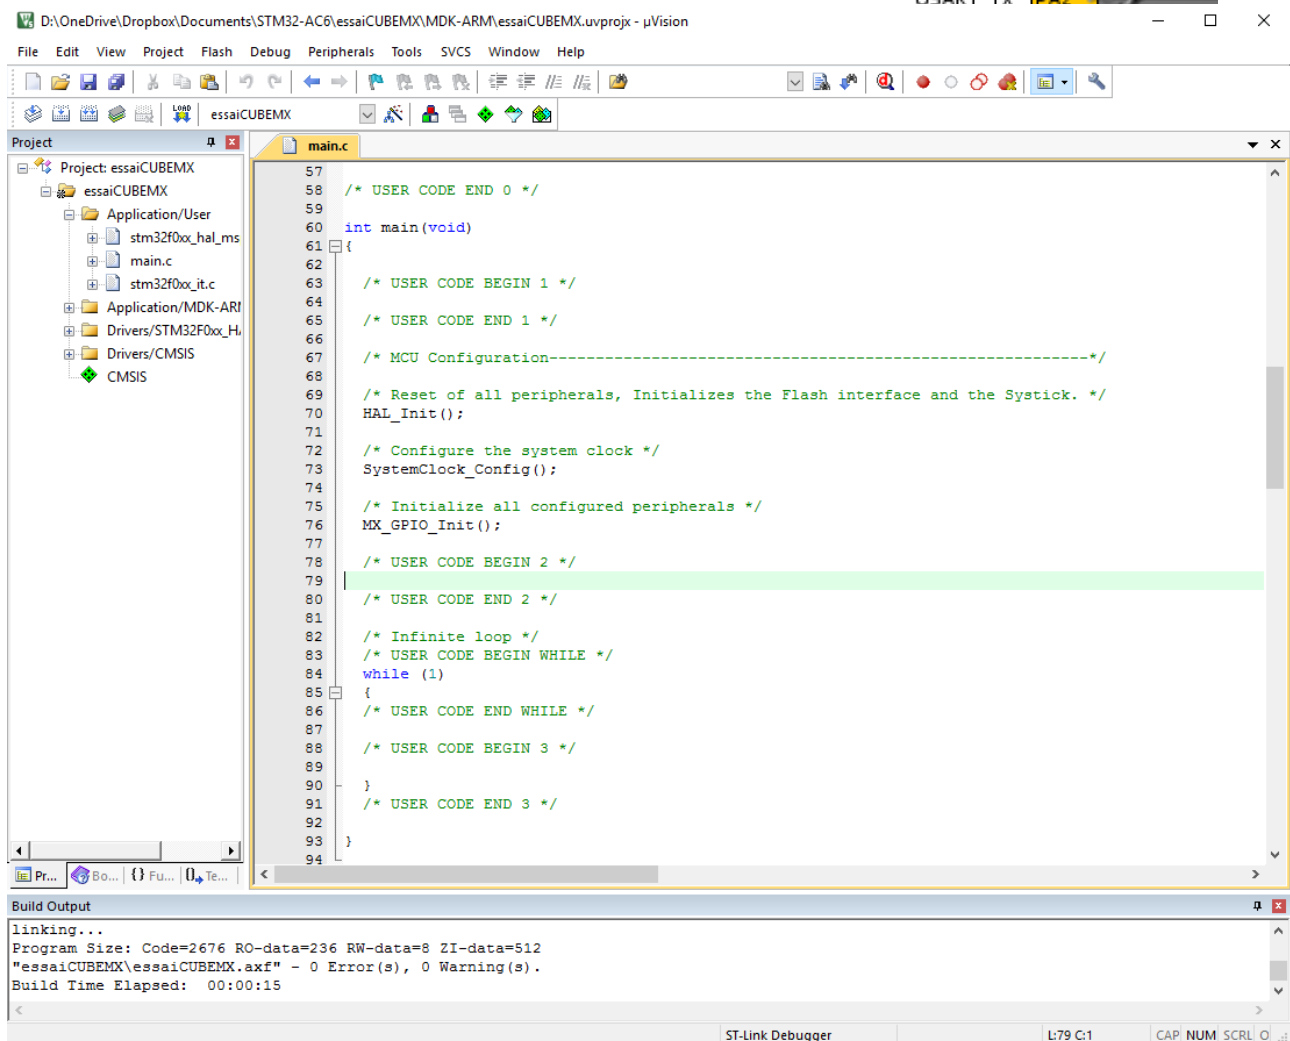 USART TX PA2
D:\OneDrive\Dropbox\Documents\STM32-AC6\essaiCUBEMX\MDK-ARM\essaiCUBEMX.uvprojx - µVision
File Edit View Project Flash Debug Peripherals Tools SVCS Window Help
LOAD essaiCUBEMX
Project
main.c
Project: essaiCUBEMX
essaiCUBEMX
Application/User
stm32f0xx_hal_ms
main.c
stm32f0xx_it.c
Application/MDK-ARM
Drivers/STM32F0xx_HA
Drivers/CMSIS
CMSIS
57
58 /* USER CODE END 0 */
59
60 int main(void)
61 {
62
63 /* USER CODE BEGIN 1 */
64
65 /* USER CODE END 1 */
66
67 /* MCU Configuration----------------------------------------------------------*/
68
69 /* Reset of all peripherals, Initializes the Flash interface and the Systick. */
70 HAL_Init();
71
72 /* Configure the system clock */
73 SystemClock_Config();
74
75 /* Initialize all configured peripherals */
76 MX_GPIO_Init();
77
78 /* USER CODE BEGIN 2 */
79
80 /* USER CODE END 2 */
81
82 /* Infinite loop */
83 /* USER CODE BEGIN WHILE */
84 while (1)
85 {
86 /* USER CODE END WHILE */
87
88 /* USER CODE BEGIN 3 */
89
90 }
91 /* USER CODE END 3 */
92
93 }
94
Pr... Bo... {} Fu... 0 Te...
Build Output
linking...
Program Size: Code=2676 RO-data=236 RW-data=8 ZI-data=512
"essaiCUBEMX\essaiCUBEMX.axf" - 0 Error(s), 0 Warning(s).
Build Time Elapsed: 00:00:15
ST-Link Debugger L:79 C:1 CAP NUM SCRL O